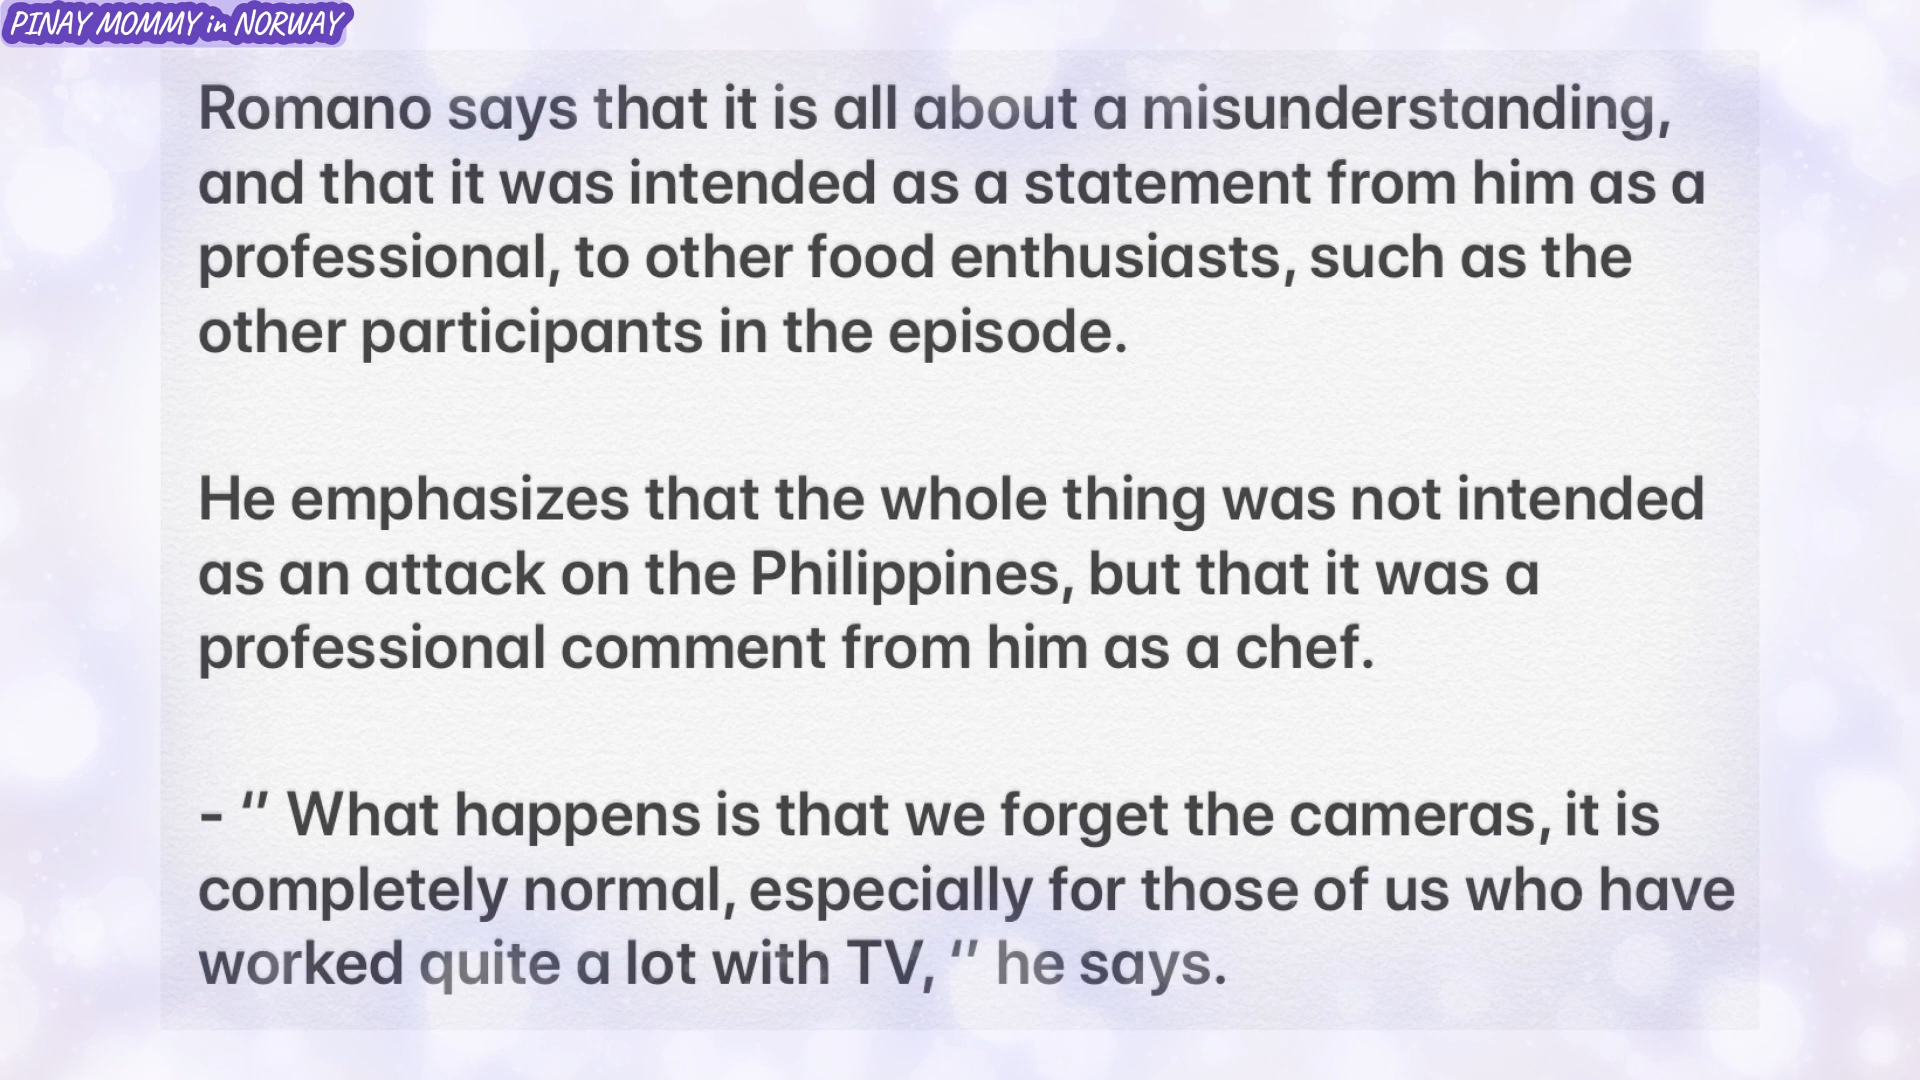 PINAY MOMMY in NORWAY
Romano says that it is all about a misunderstanding,
and that it was intended as a statement from him as a
professional, to other food enthusiasts, such as the
other participants in the episode.
He emphasizes that the whole thing was not intended
as an attack on the Philippines, but that it was a
professional comment from him as a chef.
- “ What happens is that we forget the cameras, it is
completely normal, especially for those of us who have
worked quite a lot with TV, “ he says.